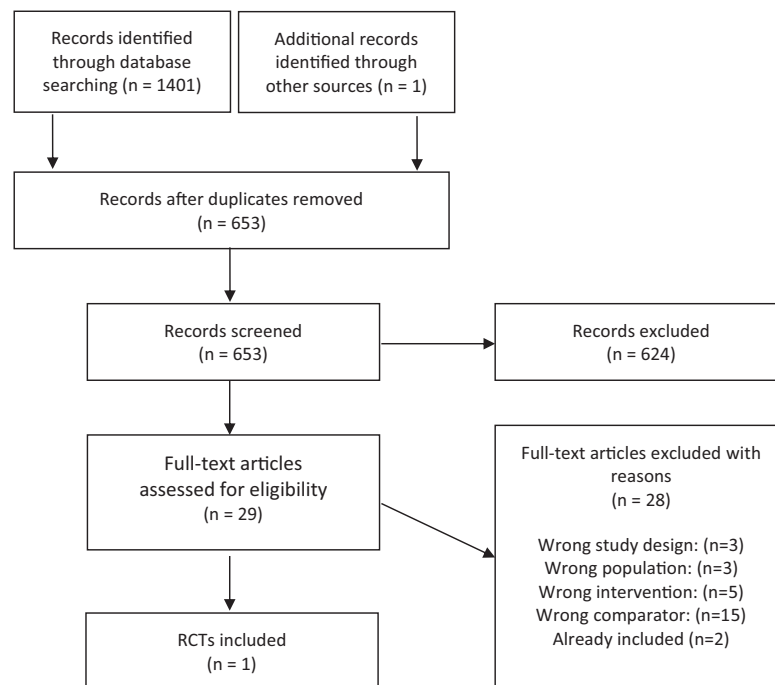 Records identified
through database
searching (n = 1401)
Additional records
identified through
other sources (n = 1)
Records after duplicates removed
(n = 653)
Records screened
(n = 653)
Records excluded
(n = 624)
Full-text articles
assessed for eligibility
(n = 29)
Full-text articles excluded with
reasons
(n = 28)
Wrong study design: (n=3)
Wrong population: (n=3)
Wrong intervention: (n=5)
Wrong comparator: (n=15)
Already included (n=2)
RCTs included
(n = 1)